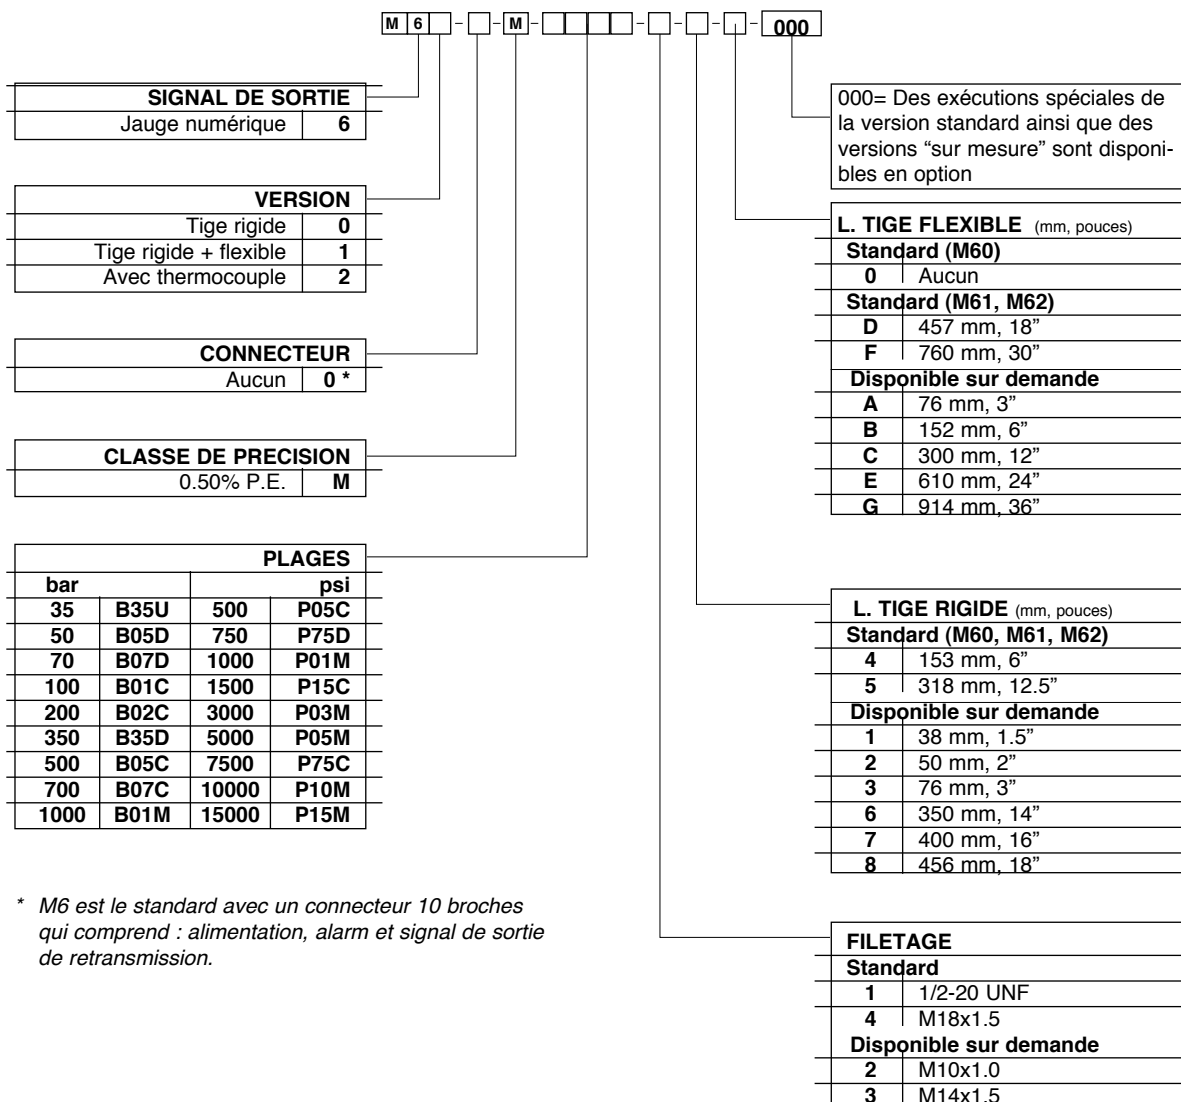 M 6 - - M - - - - 000
SIGNAL DE SORTIE
Jauge numérique 6
VERSION
Tige rigide 0
Tige rigide + flexible 1
Avec thermocouple 2
CONNECTEUR
Aucun 0 *
CLASSE DE PRECISION
0.50% P.E. M
PLAGES
bar psi
35 B35U 500 P05C
50 B05D 750 P75D
70 B07D 1000 P01M
100 B01C 1500 P15C
200 B02C 3000 P03M
350 B35D 5000 P05M
500 B05C 7500 P75C
700 B07C 10000 P10M
1000 B01M 15000 P15M
* M6 est le standard avec un connecteur 10 broches
qui comprend : alimentation, alarm et signal de sortie
de retransmission.
000= Des exécutions spéciales de
la version standard ainsi que des
versions “sur mesure” sont disponi-
bles en option
L. TIGE FLEXIBLE (mm, pouces)
Standard (M60)
0 Aucun
Standard (M61, M62)
D 457 mm, 18”
F 760 mm, 30”
Disponible sur demande
A 76 mm, 3”
B 152 mm, 6”
C 300 mm, 12”
E 610 mm, 24”
G 914 mm, 36”
L. TIGE RIGIDE (mm, pouces)
Standard (M60, M61, M62)
4 153 mm, 6”
5 318 mm, 12.5”
Disponible sur demande
1 38 mm, 1.5”
2 50 mm, 2”
3 76 mm, 3”
6 350 mm, 14”
7 400 mm, 16”
8 456 mm, 18”
FILETAGE
Standard
1 1/2-20 UNF
4 M18x1.5
Disponible sur demande
2 M10x1.0
3 M14x1.5